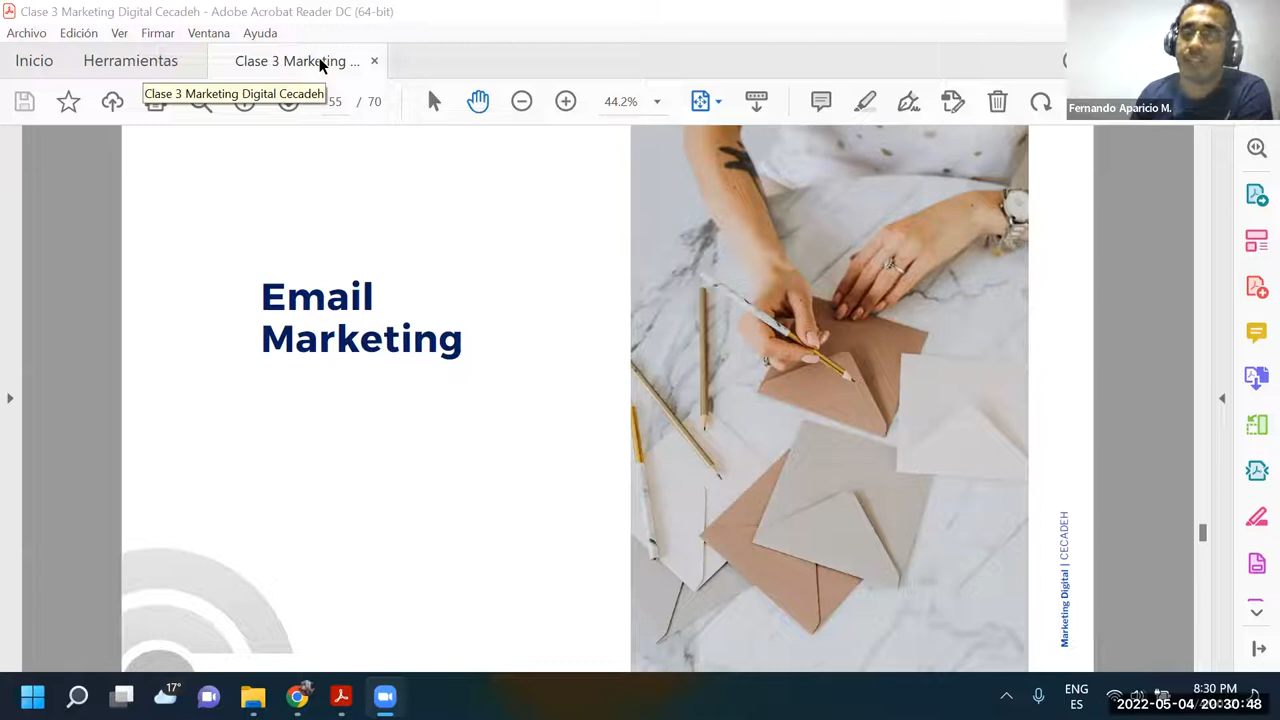 Clase 3 Marketing Digital Cecadeh - Adobe Acrobat Reader DC (64-bit)
Archivo Edición Ver Firmar Ventana Ayuda
Inicio Herramientas Clase 3 Marketing ... ×
Clase 3 Marketing Digital Cecadeh
55 / 70
44.2%
Fernando Aparicio M.
Email
Marketing
Marketing Digital | CECADEH
17°
ENG
ES
8:30 PM
2022-05-04 20:30:48